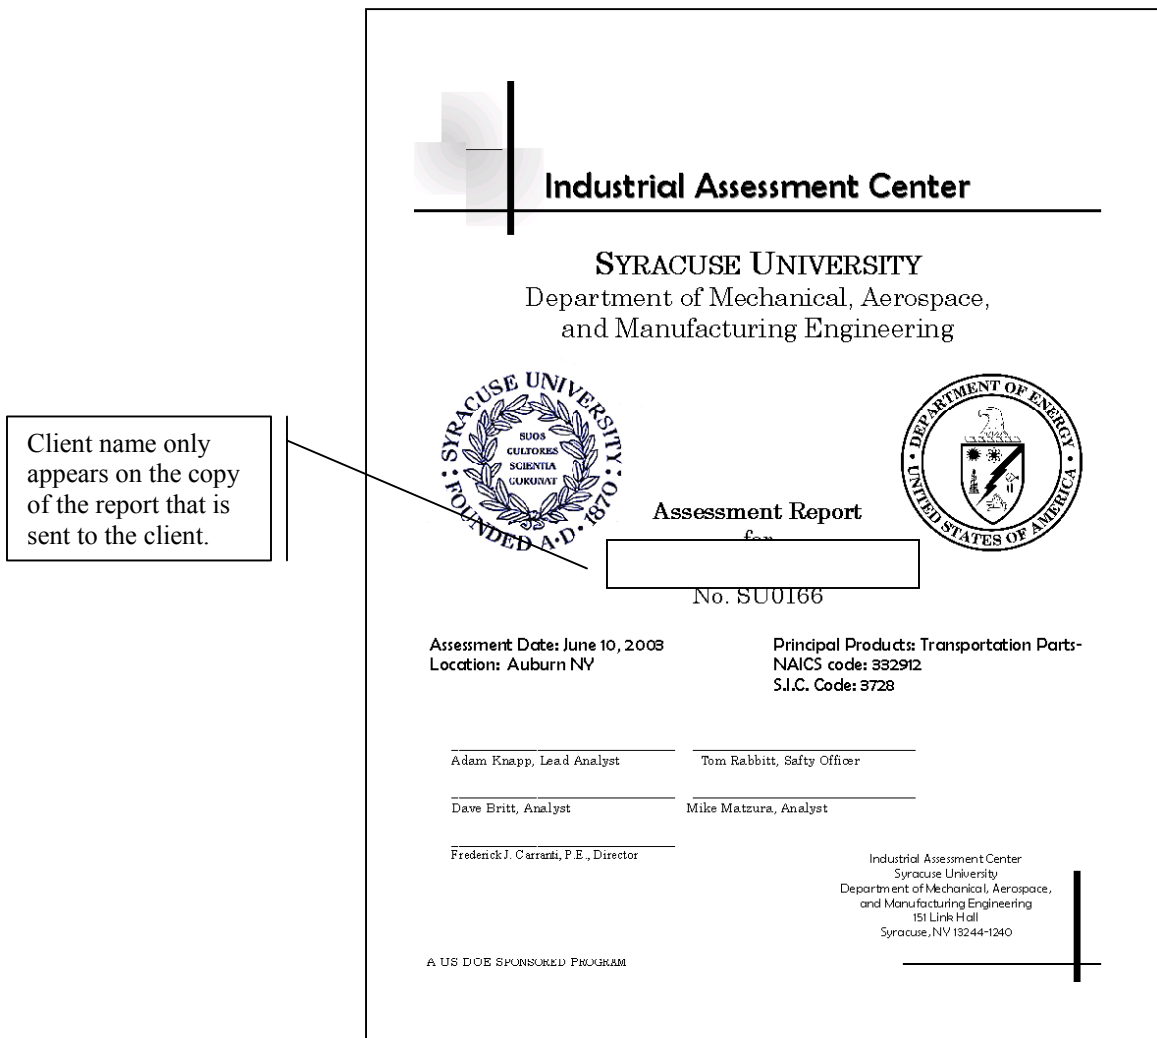 Industrial Assessment Center
SYRACUSE UNIVERSITY
Department of Mechanical, Aerospace,
and Manufacturing Engineering
Client name only
appears on the copy
of the report that is
sent to the client.
SYRACUSE UNIVERSITY
FOUNDED A·D· 1870
SUOS
CULTORES
SCIENTIA
CORONAT
DEPARTMENT OF ENERGY
UNITED STATES OF AMERICA
Assessment Report
for
No. SU0166
Assessment Date: June 10, 2003
Location: Auburn NY
Principal Products: Transportation Parts-
NAICS code: 332912
S.I.C. Code: 3728
Adam Knapp, Lead Analyst
Tom Rabbitt, Safty Officer
Dave Britt, Analyst
Mike Matzura, Analyst
Frederick J. Carranti, P.E., Director
Industrial Assessment Center
Syracuse University
Department of Mechanical, Aerospace,
and Manufacturing Engineering
151 Link Hall
Syracuse, NY 13244-1240
A US DOE SPONSORED PROGRAM